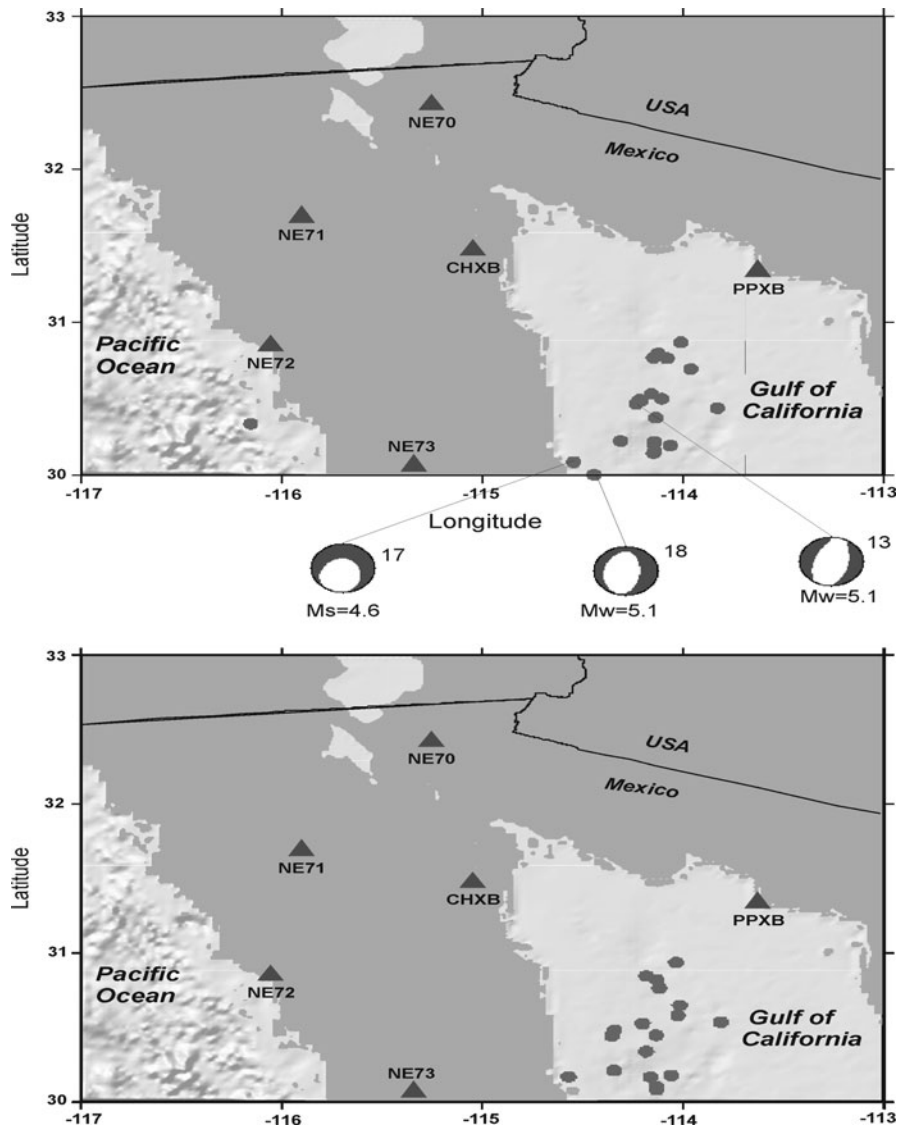 33
NE70
USA
Mexico
32
NE71
CHXB
PPXB
Latitude
31
Pacific
Ocean
NE72
Gulf of
California
NE73
30
-117
-116
-115
-114
-113
Longitude
17
18
13
Ms=4.6
Mw=5.1
Mw=5.1
33
NE70
USA
Mexico
32
NE71
CHXB
PPXB
Latitude
31
Pacific
Ocean
NE72
Gulf of
California
NE73
30
-117
-116
-115
-114
-113